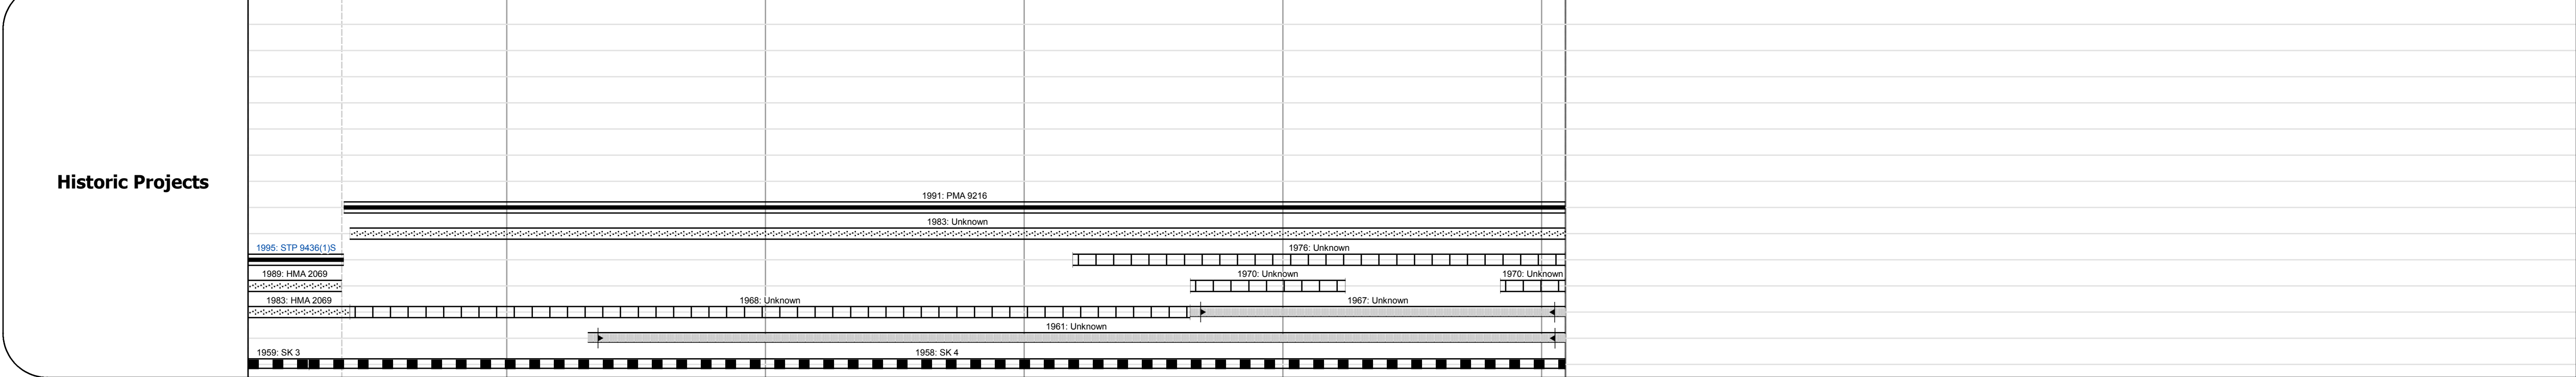 1991: PMA 9216
Historic Projects
1983: Unknown
1995: STP 9436(1)S
1976: Unknown
1989: HMA 2069
1970: Unknown
1970: Unknown
1983: HMA 2069
1968: Unknown
1967: Unknown
1961: Unknown
1959: SK 3
1958: SK 4